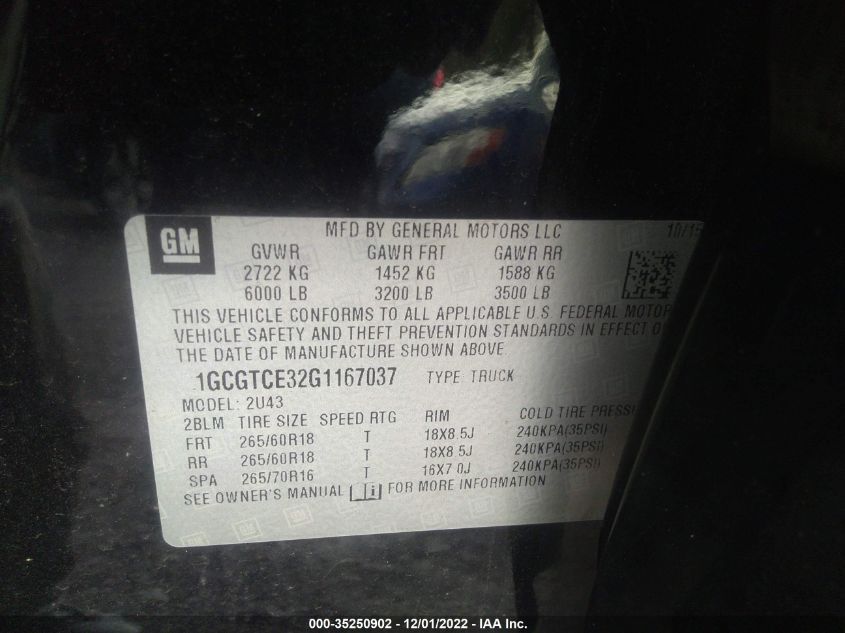 GM
MFD BY GENERAL MOTORS LLC 10/15
GVWR GAWR FRT GAWR RR
2722 KG 1452 KG 1588 KG
6000 LB 3200 LB 3500 LB
THIS VEHICLE CONFORMS TO ALL APPLICABLE U.S. FEDERAL MOTOR
VEHICLE SAFETY AND THEFT PREVENTION STANDARDS IN EFFECT O
THE DATE OF MANUFACTURE SHOWN ABOVE.
1GCGTCE32G1167037 TYPE: TRUCK
MODEL: 2U43
2BLM TIRE SIZE SPEED RTG RIM COLD TIRE PRESSU
FRT 265/60R18 T 18X8.5J 240KPA(35PSI)
RR 265/60R18 T 18X8.5J 240KPA(35PSI)
SPA 265/70R16 T 16X7.0J 240KPA(35PSI)
SEE OWNER'S MANUAL i FOR MORE INFORMATION
000-35250902 - 12/01/2022 - IAA Inc.